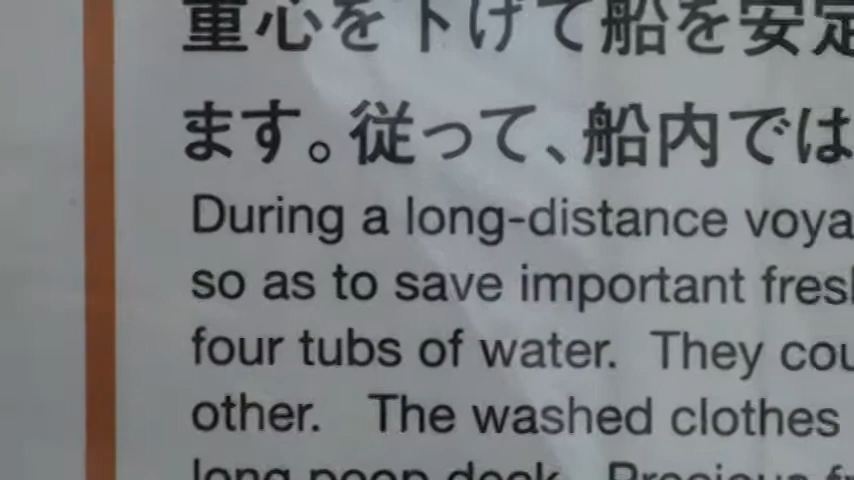 重心を下げて船を安定
ます。従って、船内では
During a long-distance voya
so as to save important fresh
four tubs of water. They cou
other. The washed clothes
long poop deck. Precious fr